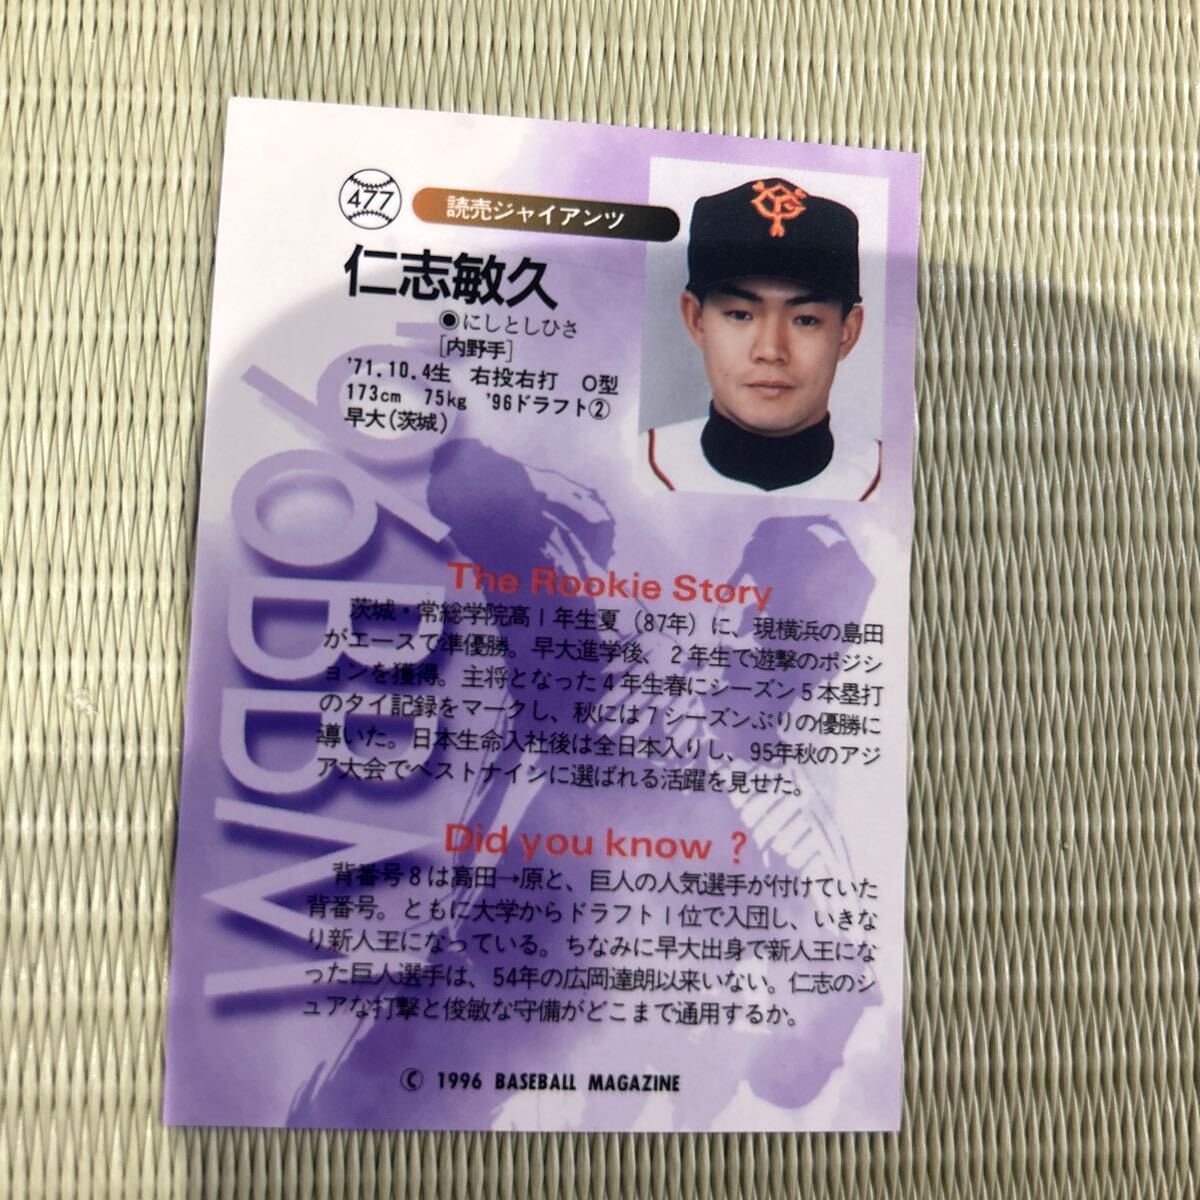 477
読売ジャイアンツ
仁志敏久
◉にしとしひさ
[内野手]
'71.10.4生 右投右打 O型
173cm 75kg '96ドラフト②
早大(茨城)
'96BBM
The Rookie Story
茨城・常総学院高1年生夏(87年)に、現横浜の島田
がエースで準優勝。早大進学後、2年生で遊撃のポジシ
ョンを獲得。主将となった4年生春にシーズン5本塁打
のタイ記録をマークし、秋には7シーズンぶりの優勝に
導いた。日本生命入社後は全日本入りし、95年秋のアジ
ア大会でベストナインに選ばれる活躍を見せた。
Did you know ?
背番号8は高田→原と、巨人の人気選手が付けていた
背番号。ともに大学からドラフト1位で入団し、いきな
り新人王になっている。ちなみに早大出身で新人王にな
った巨人選手は、54年の広岡達朗以来いない。仁志のシ
ュアな打撃と俊敏な守備がどこまで通用するか。
© 1996 BASEBALL MAGAZINE